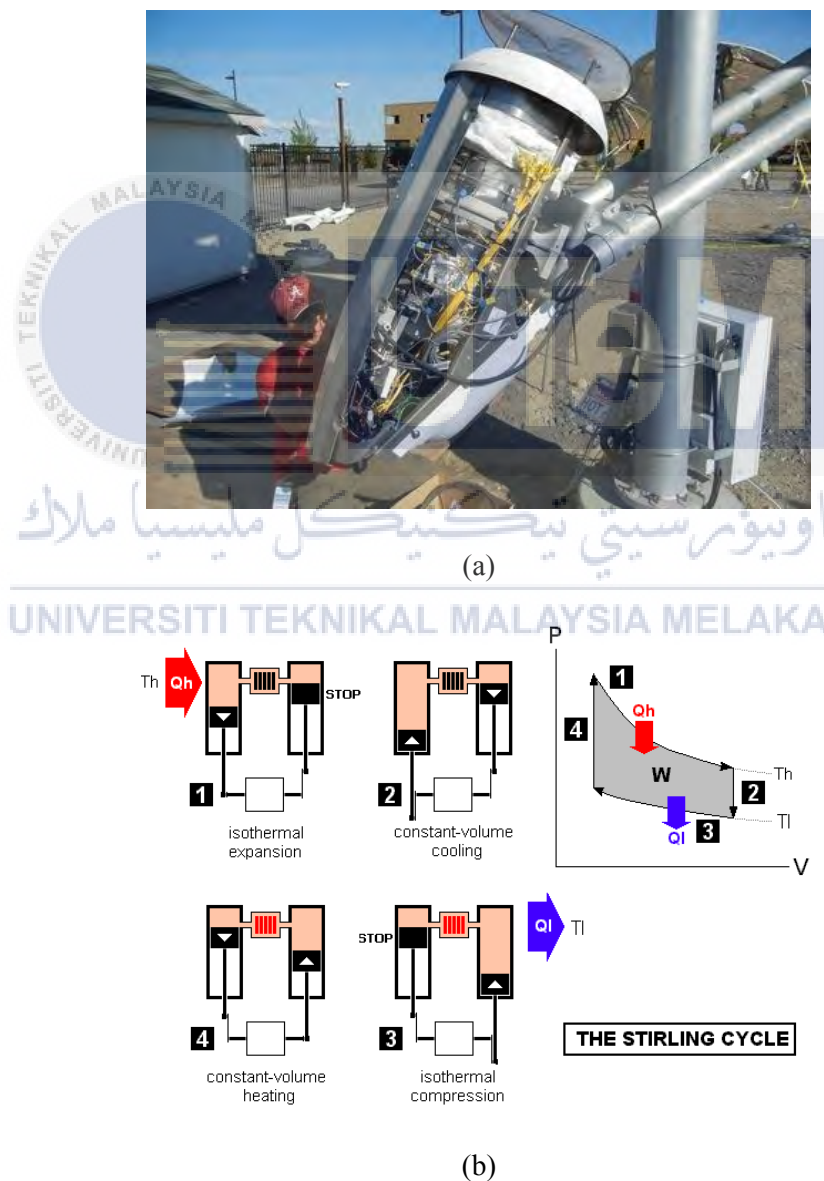 UNIVERSITI TEKNIKAL MALAYSIA M
UTeM
اونيۏرسيتي تيكنيكل مليسيا ملاك
(a)
UNIVERSITI TEKNIKAL MALAYSIA MELAKA
Th Qh
STOP
1
isothermal
expansion
2
constant-volume
cooling
P
1
Qh
4
W
Th
2
Tl
Ql
3
V
4
constant-volume
heating
STOP
3
isothermal
compression
Ql Tl
THE STIRLING CYCLE
(b)